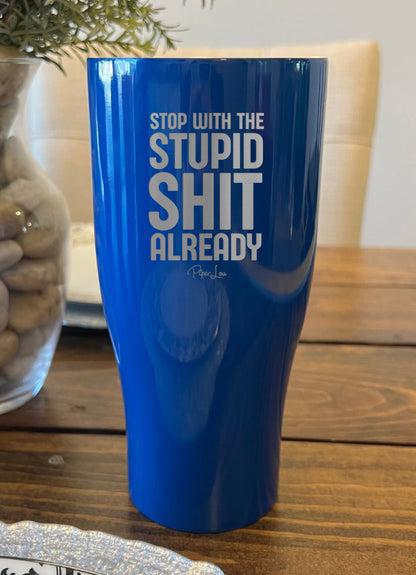 STOP WITH THE
STUPID
SHIT
ALREADY
Piper Lou